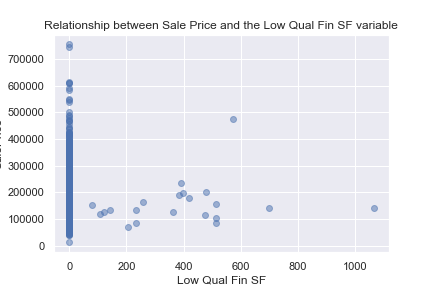 Relationship between Sale Price and the Low Qual Fin SF variable
700000
600000
500000
400000
300000
200000
100000
0
0 200 400 600 800 1000
Low Qual Fin SF